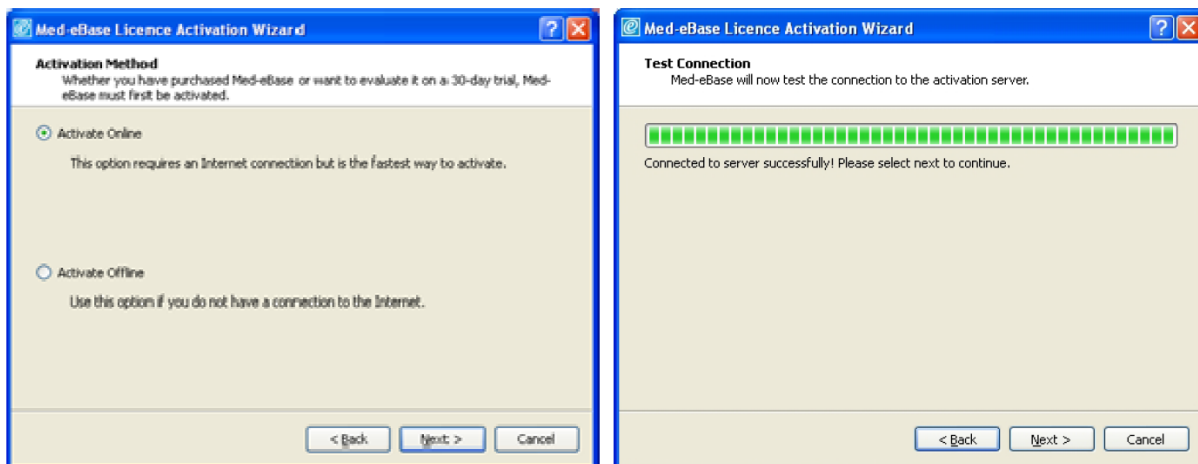 Med-eBase Licence Activation Wizard
Activation Method
Whether you have purchased Med-eBase or want to evaluate it on a 30-day trial, Med-
eBase must first be activated.
Activate Online
This option requires an Internet connection but is the fastest way to activate.
Activate Offline
Use this option if you do not have a connection to the Internet.
< Back
Next >
Cancel
Med-eBase Licence Activation Wizard
Test Connection
Med-eBase will now test the connection to the activation server.
Connected to server successfully! Please select next to continue.
< Back
Next >
Cancel